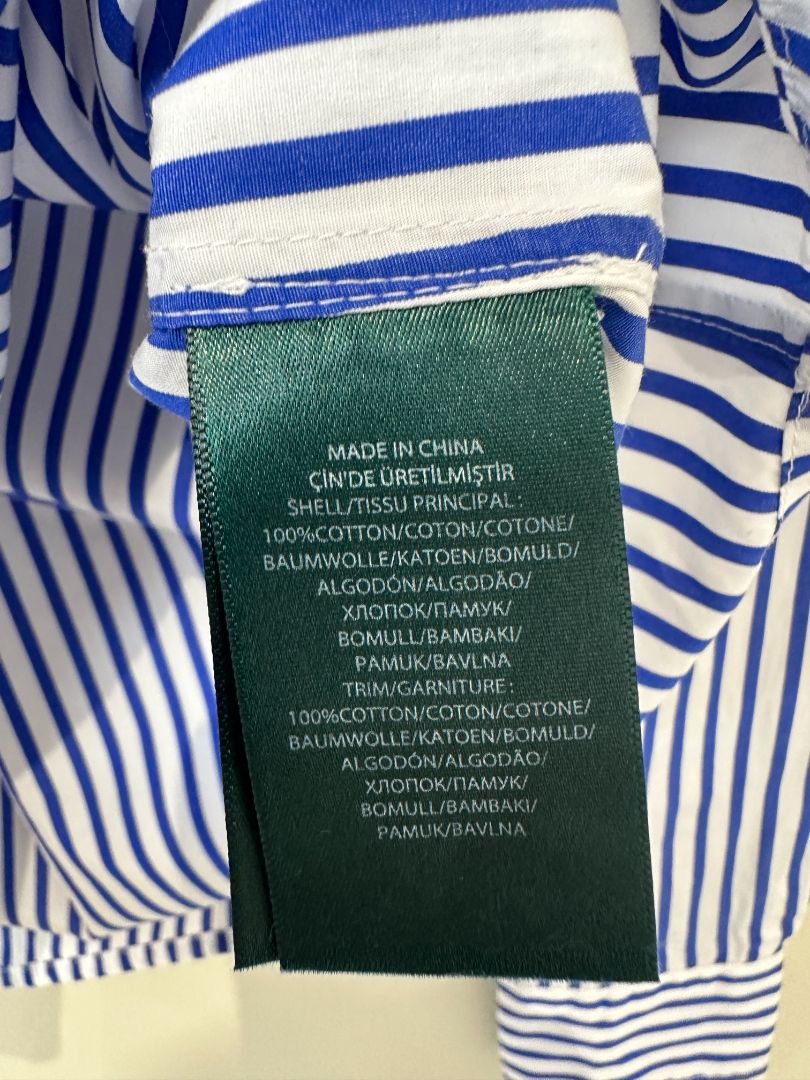 MADE IN CHINA
ÇİN'DE ÜRETİLMİŞTİR
SHELL/TISSU PRINCIPAL:
100%COTTON/COTON/COTONE/
BAUMWOLLE/KATOEN/BOMULD/
ALGODÓN/ALGODÃO/
ХЛОПОК/ПАМУК/
BOMULL/BAMBAKI/
PAMUK/BAVLNA
TRIM/GARNITURE:
100%COTTON/COTON/COTONE/
BAUMWOLLE/KATOEN/BOMULD/
ALGODÓN/ALGODÃO/
ХЛОПОК/ПАМУК/
BOMULL/BAMBAKI/
PAMUK/BAVLNA